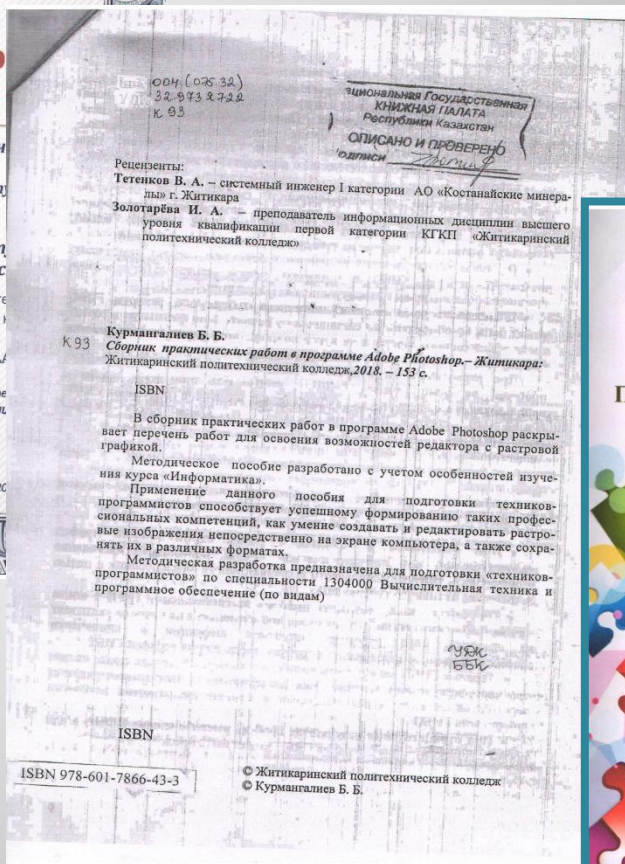 004 (075.32)
32.973я722
К 93
циональная Государственная
КНИЖНАЯ ПАЛАТА
Республики Казахстан
ОПИСАНО И ПРОВЕРЕНО
Рецензенты:
Тетенков В. А. – системный инженер I категории АО «Костанайские минера-
лы» г. Житикара
Золотарёва И. А. – преподаватель информационных дисциплин высшего
уровня квалификации первой категории КГКП «Житикаринский
политехнический колледж»
Курмангалиев Б. Б.
К 93 Сборник практических работ в программе Adobe Photoshop.– Житикара:
Житикаринский политехнический колледж,2018. – 153 с.
ISBN
В сборник практических работ в программе Adobe Photoshop раскры-
вает перечень работ для освоения возможностей редактора с растровой
графикой.
Методическое пособие разработано с учетом особенностей изуче-
ния курса «Информатика».
Применение данного пособия для подготовки техников-
программистов способствует успешному формированию таких профес-
сиональных компетенций, как умение создавать и редактировать растро-
вые изображения непосредственно на экране компьютера, а также сохра-
нять их в различных форматах.
Методическая разработка предназначена для подготовки «техников-
программистов» по специальности 1304000 Вычислительная техника и
программное обеспечение (по видам)
УДК
ББК
ISBN
ISBN 978-601-7866-43-3
© Житикаринский политехнический колледж
© Курмангалиев Б. Б.